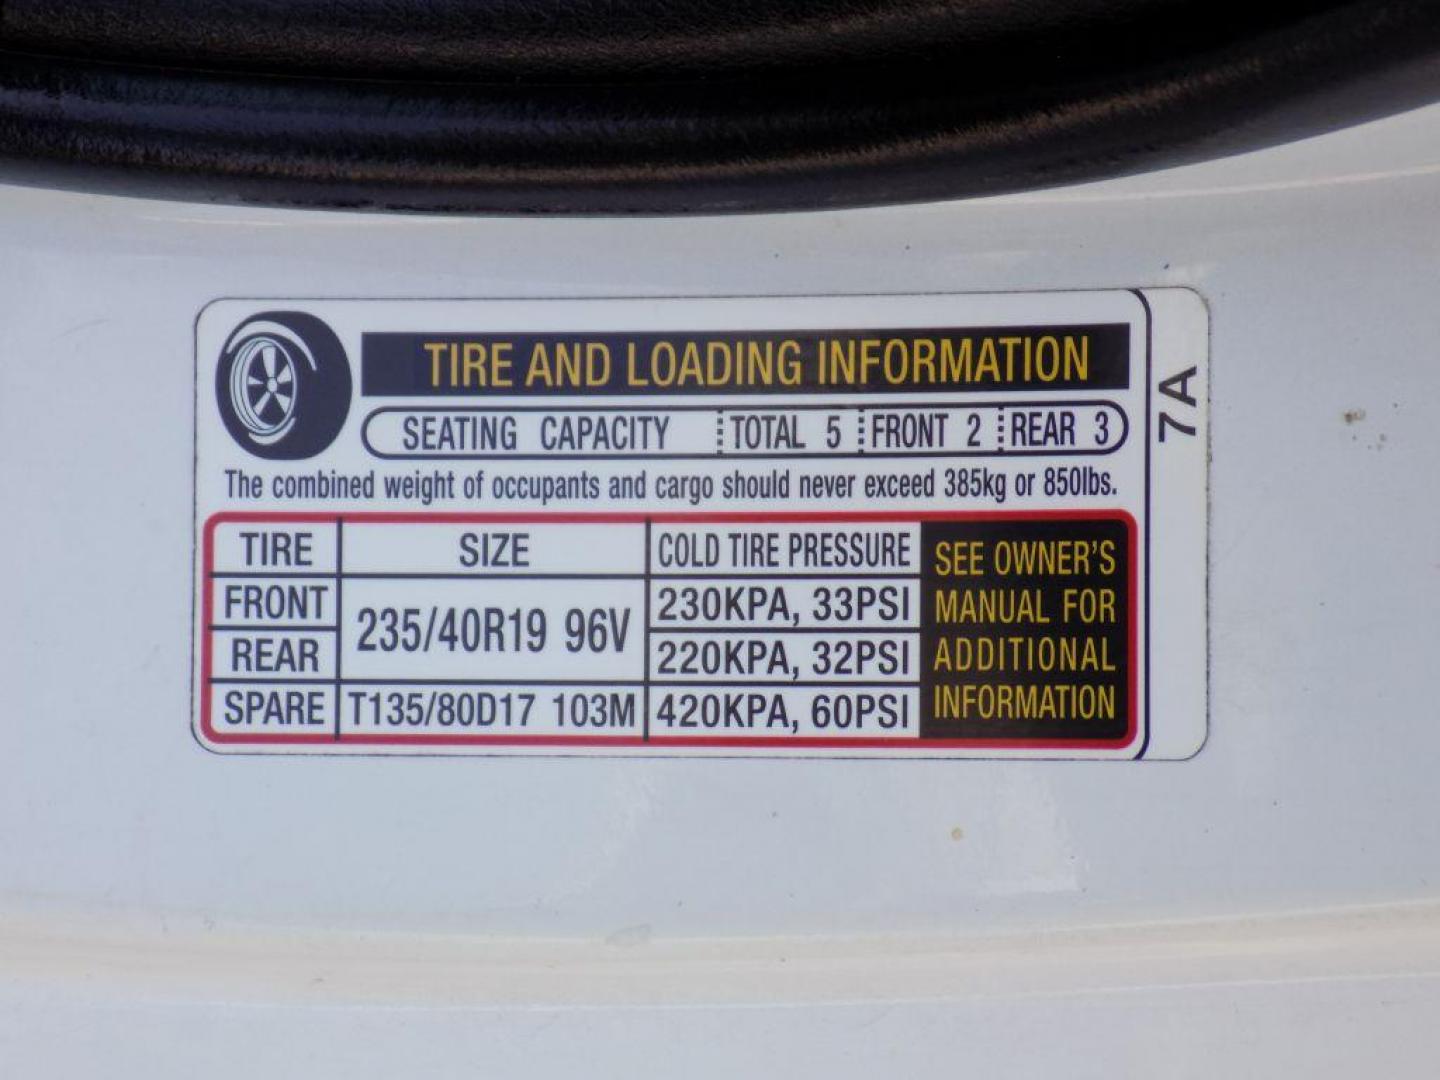 TIRE AND LOADING INFORMATION
SEATING CAPACITY TOTAL 5 FRONT 2 REAR 3
The combined weight of occupants and cargo should never exceed 385kg or 850lbs.
TIRE SIZE COLD TIRE PRESSURE
FRONT 235/40R19 96V 230KPA, 33PSI
REAR 220KPA, 32PSI
SPARE T135/80D17 103M 420KPA, 60PSI
SEE OWNER'S
MANUAL FOR
ADDITIONAL
INFORMATION
7A